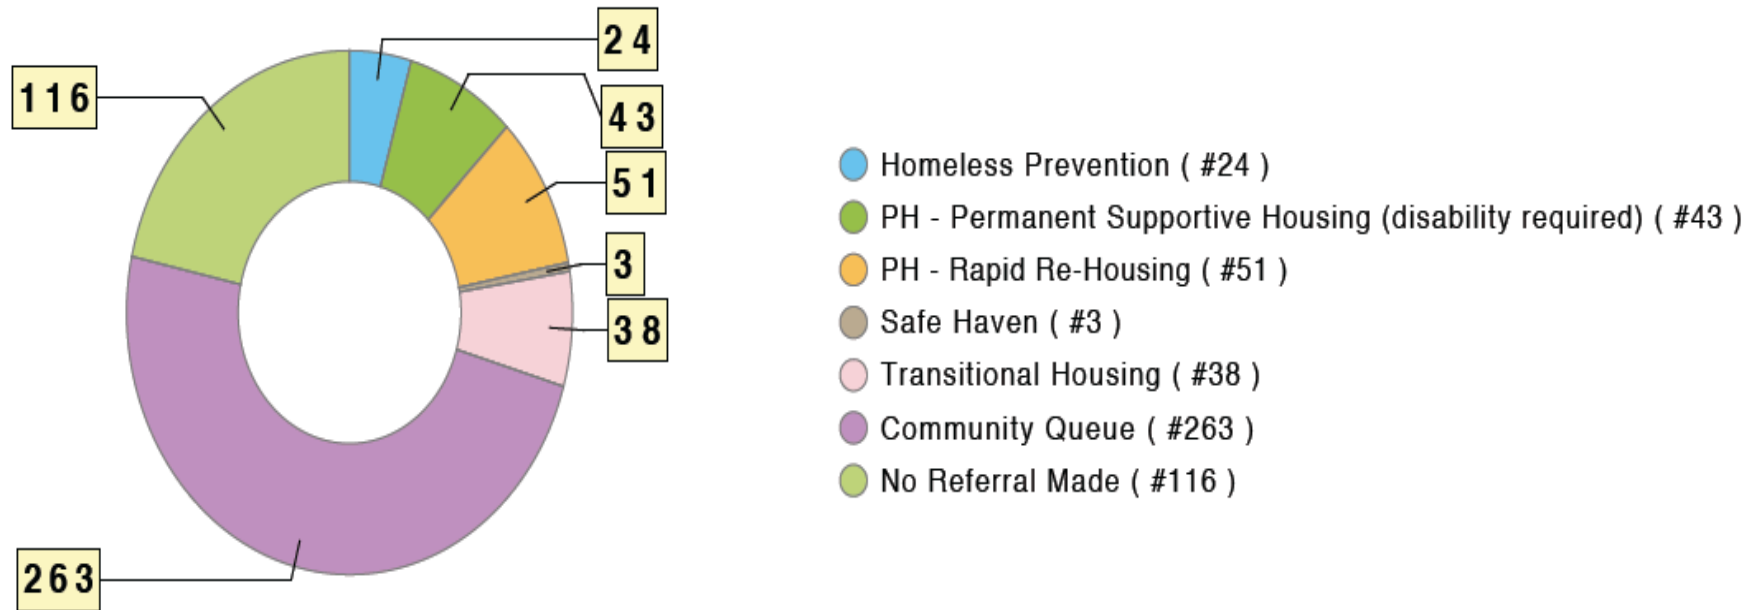 24
116
43
51
3
38
263
Homeless Prevention ( #24 )
PH - Permanent Supportive Housing (disability required) ( #43 )
PH - Rapid Re-Housing ( #51 )
Safe Haven ( #3 )
Transitional Housing ( #38 )
Community Queue ( #263 )
No Referral Made ( #116 )